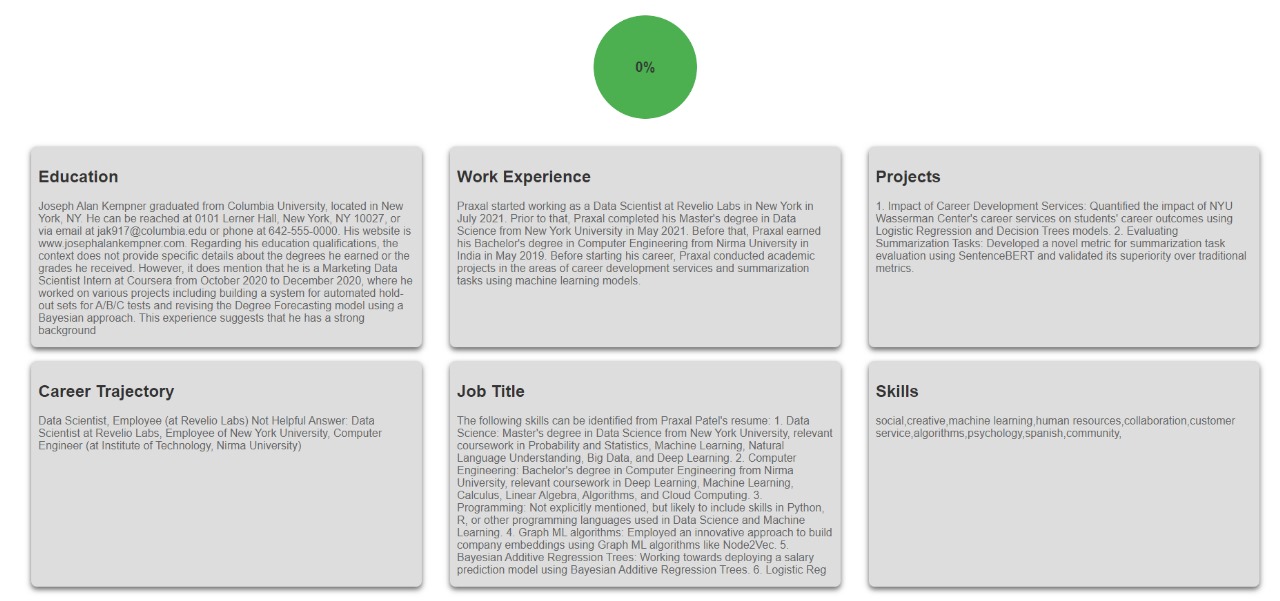 0%
Education
Joseph Alan Kempner graduated from Columbia University, located in New
York, NY. He can be reached at 0101 Lerner Hall, New York, NY 10027, or
via email at jak917@columbia.edu or phone at 642-555-0000. His website is
www.josephalankempner.com. Regarding his education qualifications, the
context does not provide specific details about the degrees he earned or the
grades he received. However, it does mention that he is a Marketing Data
Scientist Intern at Coursera from October 2020 to December 2020, where he
worked on various projects including building a system for automated hold-
out sets for A/B/C tests and revising the Degree Forecasting model using a
Bayesian approach. This experience suggests that he has a strong
background
Work Experience
Praxal started working as a Data Scientist at Revelio Labs in New York in
July 2021. Prior to that, Praxal completed his Master's degree in Data
Science from New York University in May 2021. Before that, Praxal earned
his Bachelor's degree in Computer Engineering from Nirma University in
India in May 2019. Before starting his career, Praxal conducted academic
projects in the areas of career development services and summarization
tasks using machine learning models.
Projects
1. Impact of Career Development Services: Quantified the impact of NYU
Wasserman Center's career services on students' career outcomes using
Logistic Regression and Decision Trees models. 2. Evaluating
Summarization Tasks: Developed a novel metric for summarization task
evaluation using SentenceBERT and validated its superiority over traditional
metrics.
Career Trajectory
Data Scientist, Employee (at Revelio Labs) Not Helpful Answer: Data
Scientist at Revelio Labs, Employee of New York University, Computer
Engineer (at Institute of Technology, Nirma University)
Job Title
The following skills can be identified from Praxal Patel's resume: 1. Data
Science: Master's degree in Data Science from New York University, relevant
coursework in Probability and Statistics, Machine Learning, Natural
Language Understanding, Big Data, and Deep Learning. 2. Computer
Engineering: Bachelor's degree in Computer Engineering from Nirma
University, relevant coursework in Deep Learning, Machine Learning,
Calculus, Linear Algebra, Algorithms, and Cloud Computing. 3.
Programming: Not explicitly mentioned, but likely to include skills in Python,
R, or other programming languages used in Data Science and Machine
Learning. 4. Graph ML algorithms: Employed an innovative approach to build
company embeddings using Graph ML algorithms like Node2Vec. 5.
Bayesian Additive Regression Trees: Working towards deploying a salary
prediction model using Bayesian Additive Regression Trees. 6. Logistic Reg
Skills
social,creative,machine learning,human resources,collaboration,customer
service,algorithms,psychology,spanish,community,